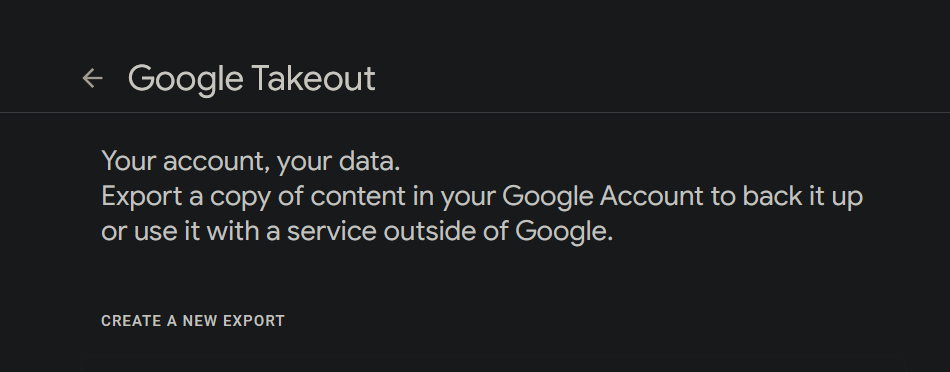 Google Takeout
Your account, your data.
Export a copy of content in your Google Account to back it up
or use it with a service outside of Google.
CREATE A NEW EXPORT